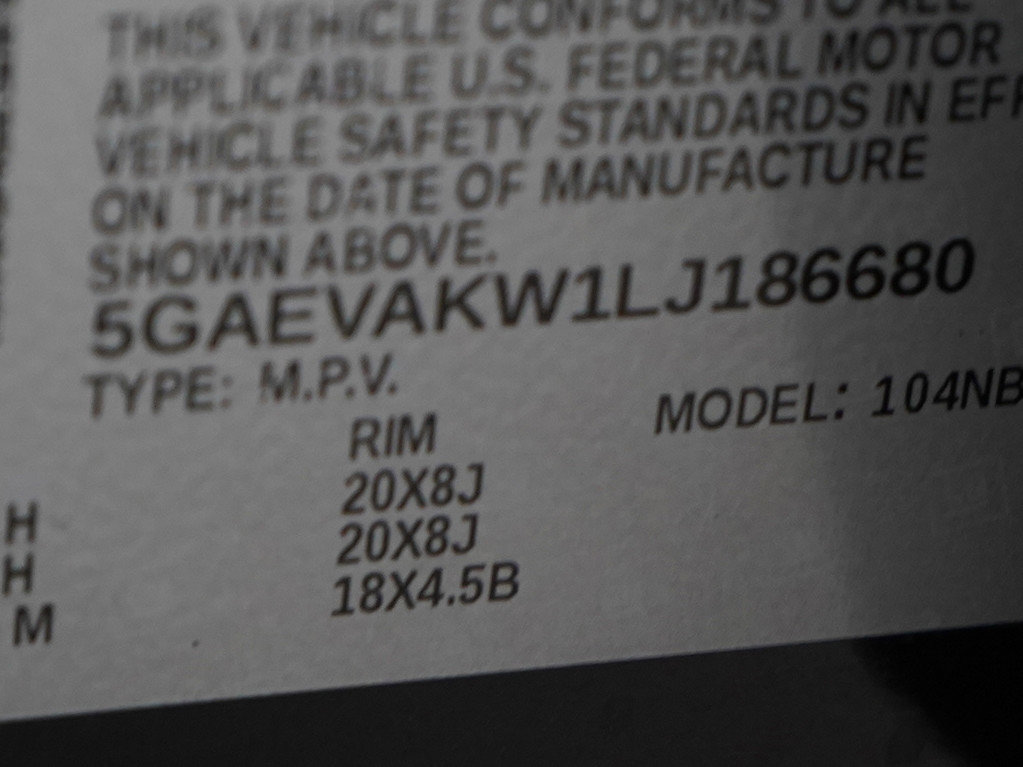 THIS VEHICLE CONFORMS TO ALL
APPLICABLE U.S. FEDERAL MOTOR
VEHICLE SAFETY STANDARDS IN EFF
ON THE DATE OF MANUFACTURE
SHOWN ABOVE.
5GAEVAKW1LJ186680
TYPE: M.P.V.
MODEL: 104NB
RIM
H 20X8J
H 20X8J
M 18X4.5B